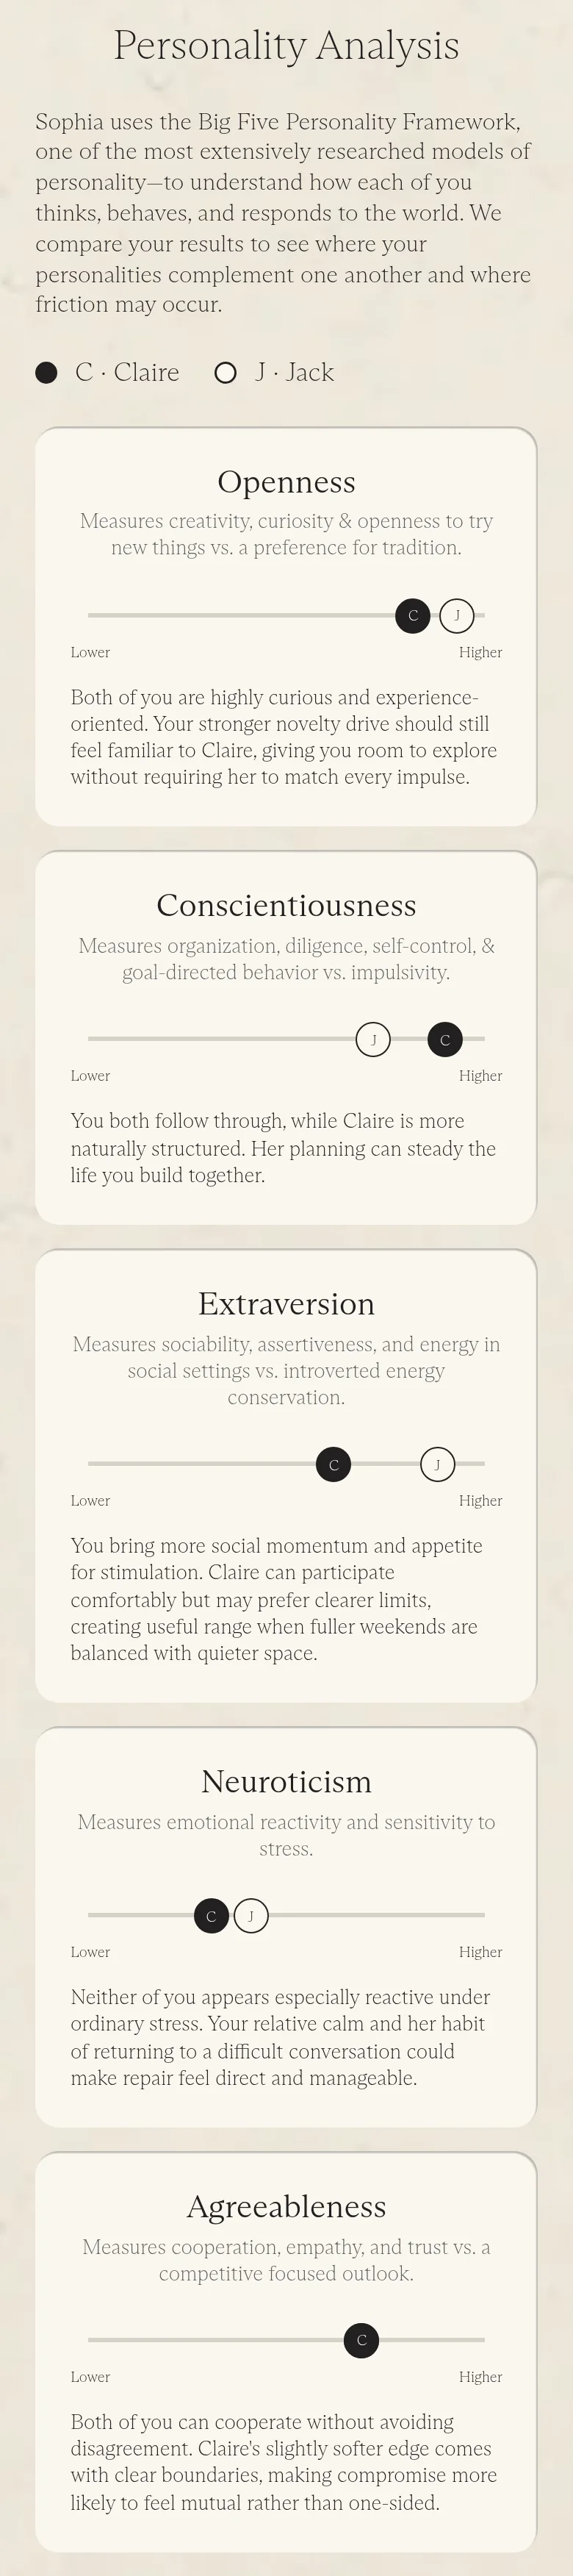 Personality Analysis
Sophia uses the Big Five Personality Framework,
one of the most extensively researched models of
personality—to understand how each of you
thinks, behaves, and responds to the world. We
compare your results to see where your
personalities complement one another and where
friction may occur.
C · Claire J · Jack
Openness
Measures creativity, curiosity & openness to try
new things vs. a preference for tradition.
C J
Lower Higher
Both of you are highly curious and experience-
oriented. Your stronger novelty drive should still
feel familiar to Claire, giving you room to explore
without requiring her to match every impulse.
Conscientiousness
Measures organization, diligence, self-control, &
goal-directed behavior vs. impulsivity.
J C
Lower Higher
You both follow through, while Claire is more
naturally structured. Her planning can steady the
life you build together.
Extraversion
Measures sociability, assertiveness, and energy in
social settings vs. introverted energy
conservation.
C J
Lower Higher
You bring more social momentum and appetite
for stimulation. Claire can participate
comfortably but may prefer clearer limits,
creating useful range when fuller weekends are
balanced with quieter space.
Neuroticism
Measures emotional reactivity and sensitivity to
stress.
C J
Lower Higher
Neither of you appears especially reactive under
ordinary stress. Your relative calm and her habit
of returning to a difficult conversation could
make repair feel direct and manageable.
Agreeableness
Measures cooperation, empathy, and trust vs. a
competitive focused outlook.
C
Lower Higher
Both of you can cooperate without avoiding
disagreement. Claire's slightly softer edge comes
with clear boundaries, making compromise more
likely to feel mutual rather than one-sided.